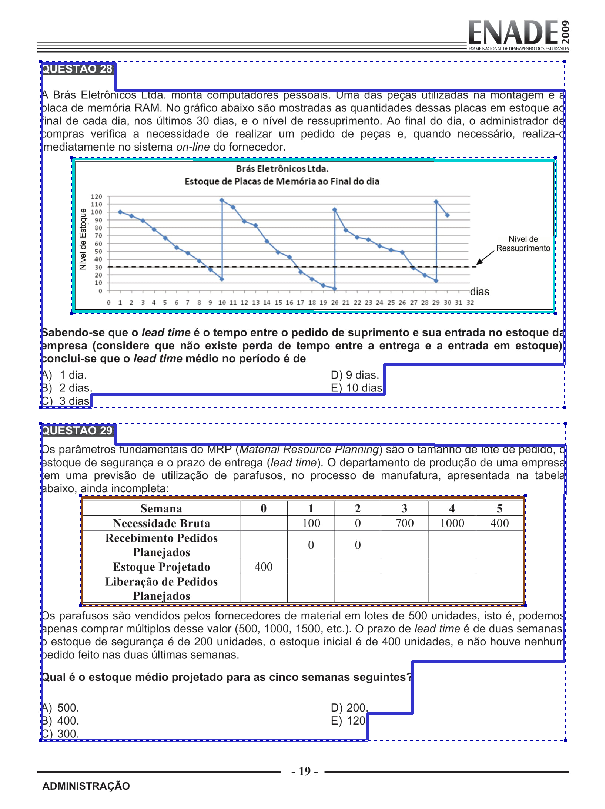 ENADE 2009
EXAME NACIONAL DE DESEMPENHO DOS ESTUDANTES
QUESTÃO 28
A Brás Eletrônicos Ltda. monta computadores pessoais. Uma das peças utilizadas na montagem é a
placa de memória RAM. No gráfico abaixo são mostradas as quantidades dessas placas em estoque ao
final de cada dia, nos últimos 30 dias, e o nível de ressuprimento. Ao final do dia, o administrador de
compras verifica a necessidade de realizar um pedido de peças e, quando necessário, realiza-o
imediatamente no sistema on-line do fornecedor.
Brás Eletrônicos Ltda.
Estoque de Placas de Memória ao Final do dia
Nível de Estoque
120
110
100
90
80
70
60
50
40
30
20
10
0
0 1 2 3 4 5 6 7 8 9 10 11 12 13 14 15 16 17 18 19 20 21 22 23 24 25 26 27 28 29 30 31 32
dias
Nível de
Ressuprimento
Sabendo-se que o lead time é o tempo entre o pedido de suprimento e sua entrada no estoque da
empresa (considere que não existe perda de tempo entre a entrega e a entrada em estoque),
conclui-se que o lead time médio no período é de
A) 1 dia. D) 9 dias.
B) 2 dias. E) 10 dias
C) 3 dias
QUESTÃO 29
Os parâmetros fundamentais do MRP (Material Resource Planning) são o tamanho de lote de pedido, o
estoque de segurança e o prazo de entrega (lead time). O departamento de produção de uma empresa
tem uma previsão de utilização de parafusos, no processo de manufatura, apresentada na tabela
abaixo, ainda incompleta:
Semana 0 1 2 3 4 5
Necessidade Bruta 100 0 700 1000 400
Recebimento Pedidos
Planejados 0 0
Estoque Projetado 400
Liberação de Pedidos
Planejados
Os parafusos são vendidos pelos fornecedores de material em lotes de 500 unidades, isto é, podemos
apenas comprar múltiplos desse valor (500, 1000, 1500, etc.). O prazo de lead time é de duas semanas,
o estoque de segurança é de 200 unidades, o estoque inicial é de 400 unidades, e não houve nenhum
pedido feito nas duas últimas semanas.
Qual é o estoque médio projetado para as cinco semanas seguintes?
A) 500. D) 200.
B) 400. E) 120
C) 300.
- 19 -
ADMINISTRAÇÃO